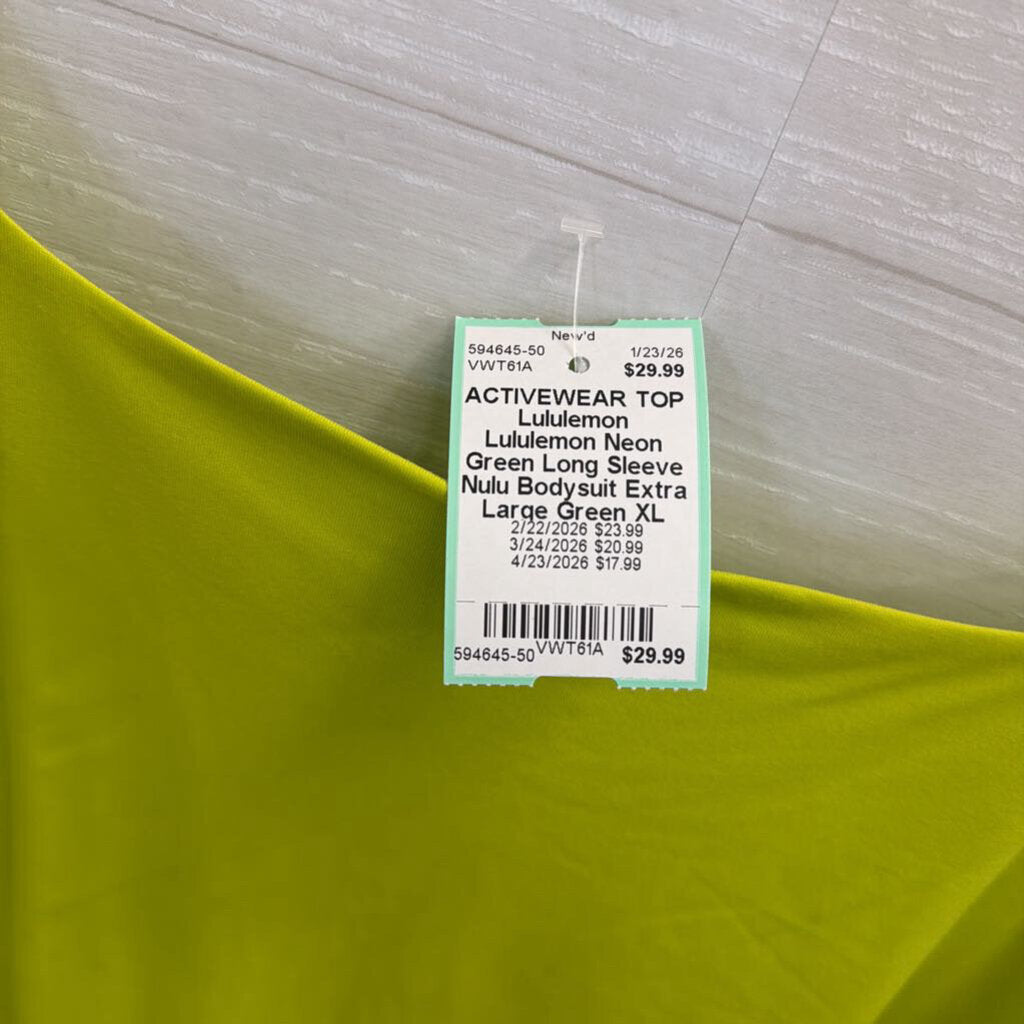 New'd
594645-50 1/23/26
VWT61A $29.99
ACTIVEWEAR TOP
Lululemon
Lululemon Neon
Green Long Sleeve
Nulu Bodysuit Extra
Large Green XL
2/22/2026 $23.99
3/24/2026 $20.99
4/23/2026 $17.99
594645-50 VWT61A $29.99